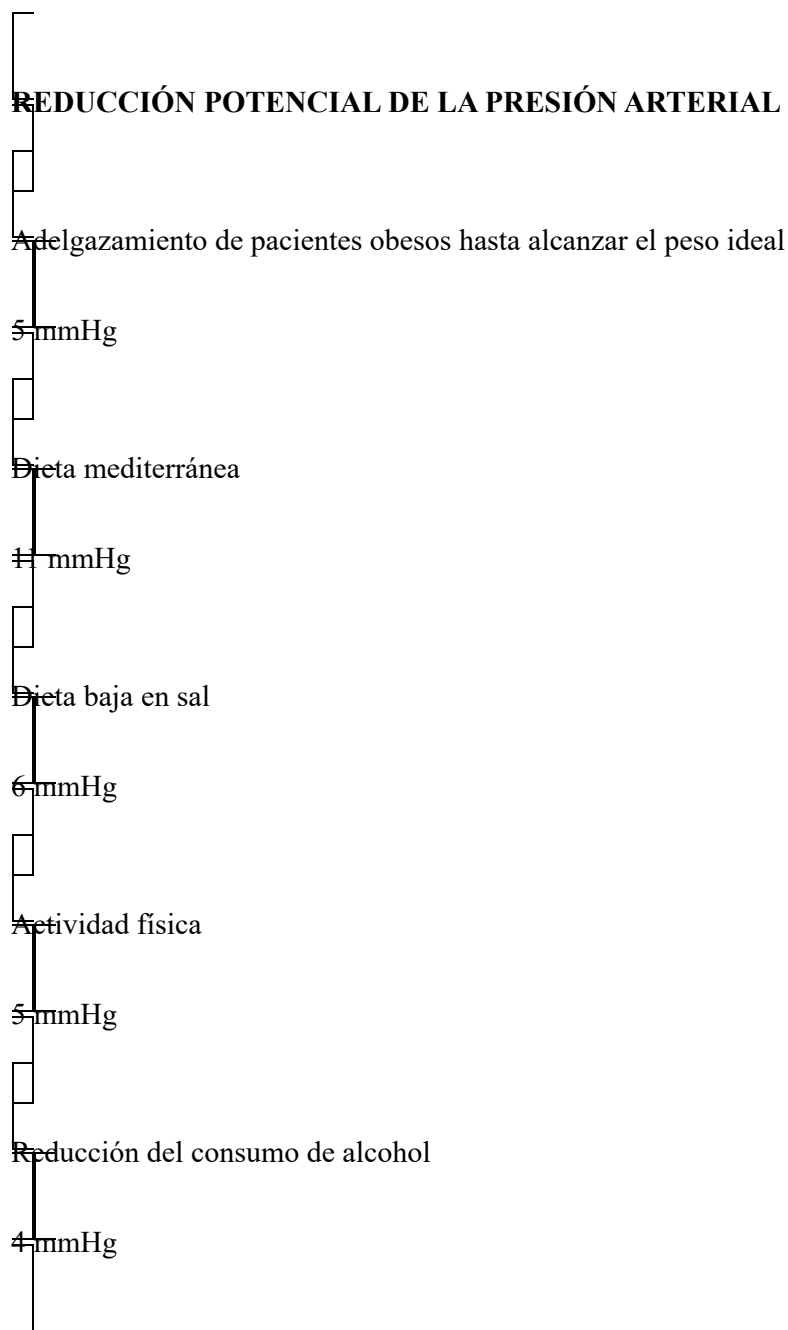 REDUCCIÓN POTENCIAL DE LA PRESIÓN ARTERIAL
Adelgazamiento de pacientes obesos hasta alcanzar el peso ideal
5 mmHg
Dieta mediterránea
11 mmHg
Dieta baja en sal
6 mmHg
Actividad física
5 mmHg
Reducción del consumo de alcohol
4 mmHg